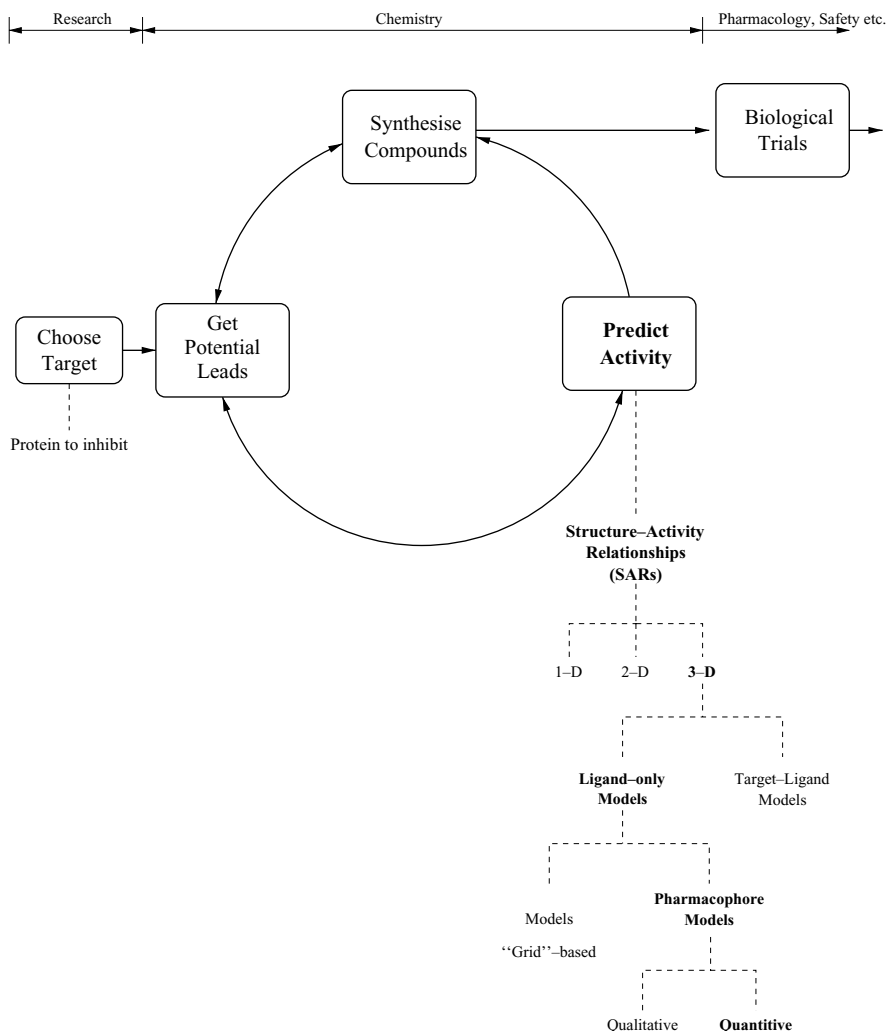 Research
Chemistry
Pharmacology, Safety etc.
Synthesise
Compounds
Biological
Trials
Choose
Target
Get
Potential
Leads
Predict
Activity
Protein to inhibit
Structure–Activity
Relationships
(SARs)
1–D
2–D
3–D
Ligand–only
Models
Target–Ligand
Models
Models
‘‘Grid’’–based
Pharmacophore
Models
Qualitative
Quantitive